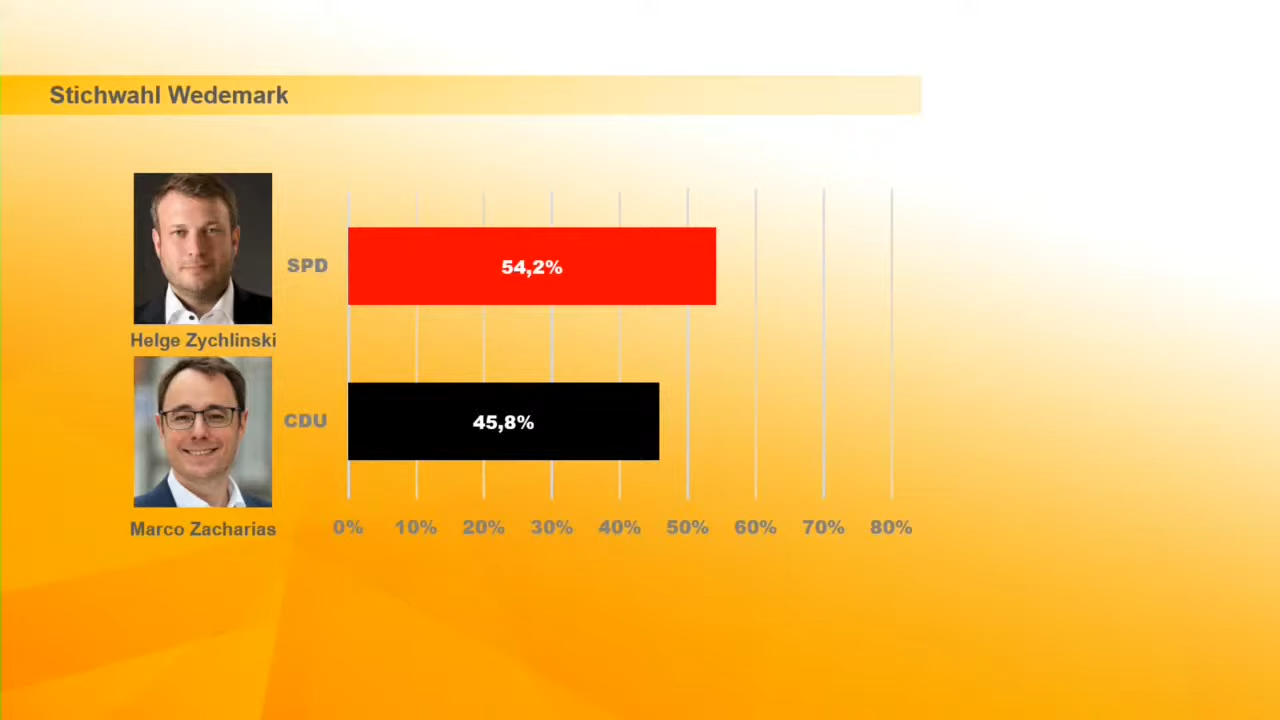 Stichwahl Wedemark
SPD
54,2%
Helge Zychlinski
CDU
45,8%
Marco Zacharias
0% 10% 20% 30% 40% 50% 60% 70% 80%